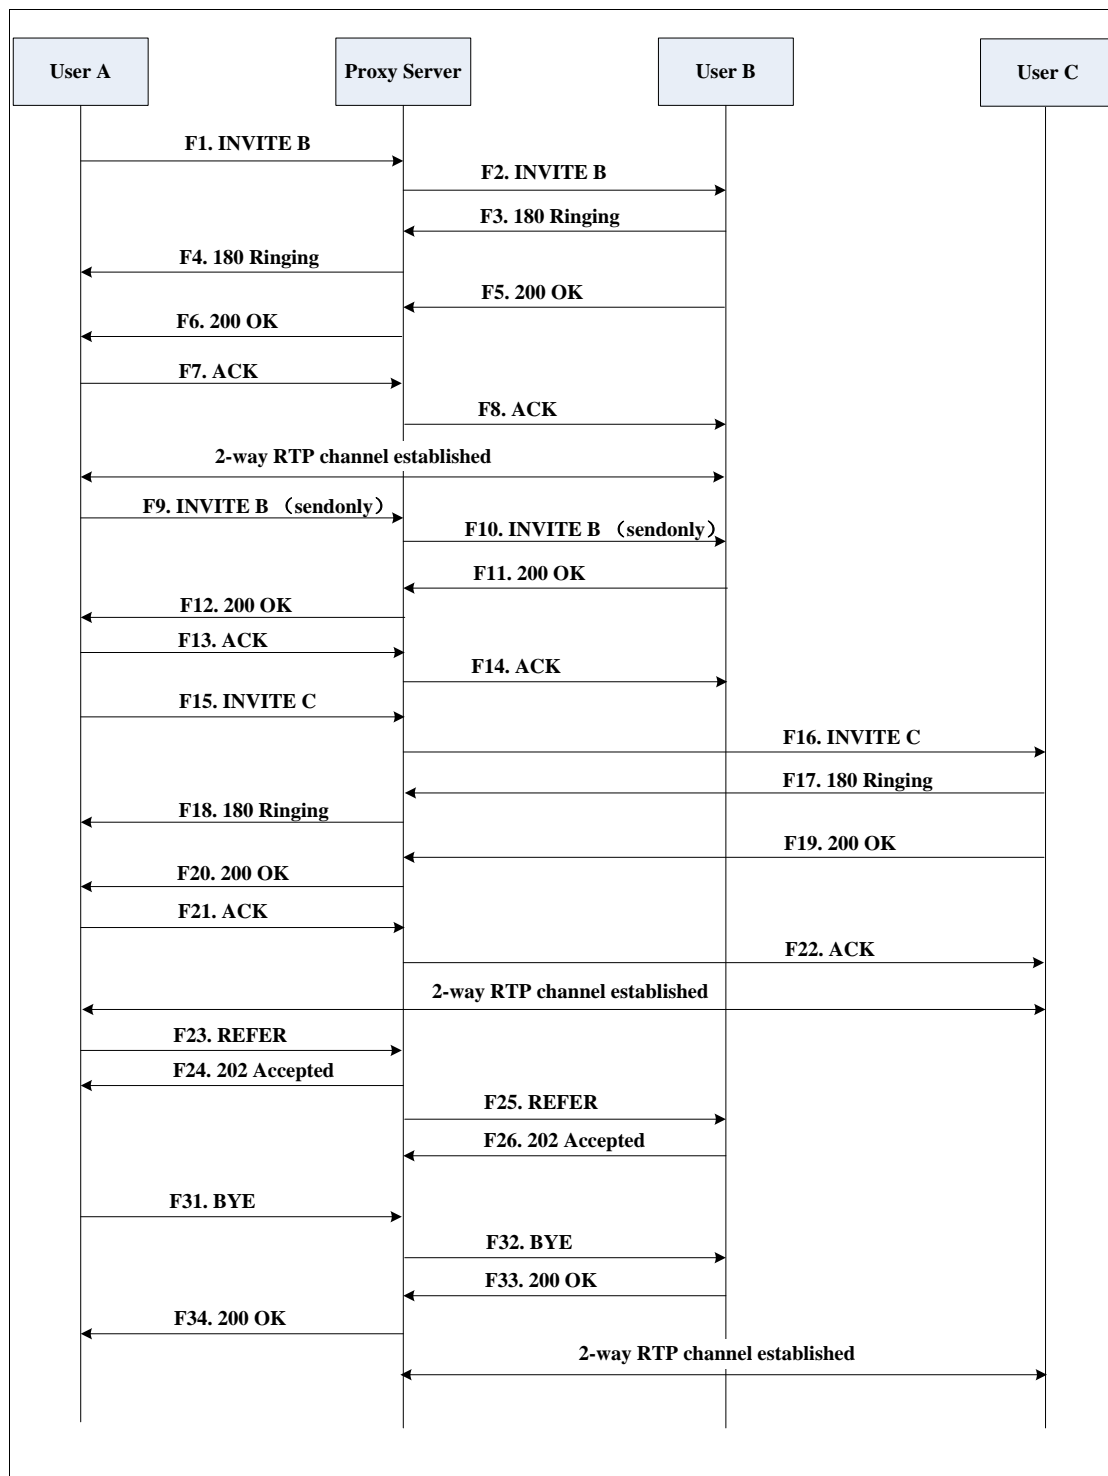 User A
Proxy Server
User B
User C
F1. INVITE B
F2. INVITE B
F3. 180 Ringing
F4. 180 Ringing
F5. 200 OK
F6. 200 OK
F7. ACK
F8. ACK
2-way RTP channel established
F9. INVITE B （sendonly）
F10. INVITE B （sendonly）
F11. 200 OK
F12. 200 OK
F13. ACK
F14. ACK
F15. INVITE C
F16. INVITE C
F17. 180 Ringing
F18. 180 Ringing
F19. 200 OK
F20. 200 OK
F21. ACK
F22. ACK
2-way RTP channel established
F23. REFER
F24. 202 Accepted
F25. REFER
F26. 202 Accepted
F31. BYE
F32. BYE
F33. 200 OK
F34. 200 OK
2-way RTP channel established